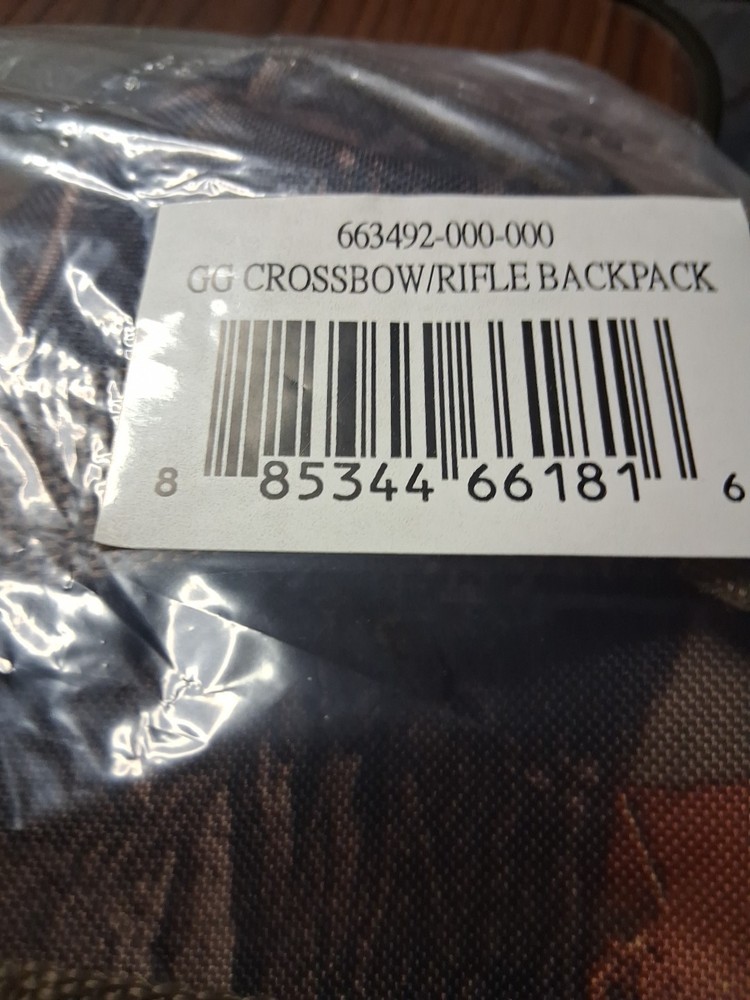 663492-000-000
GG CROSSBOW/RIFLE BACKPACK
8 85344 66181 6